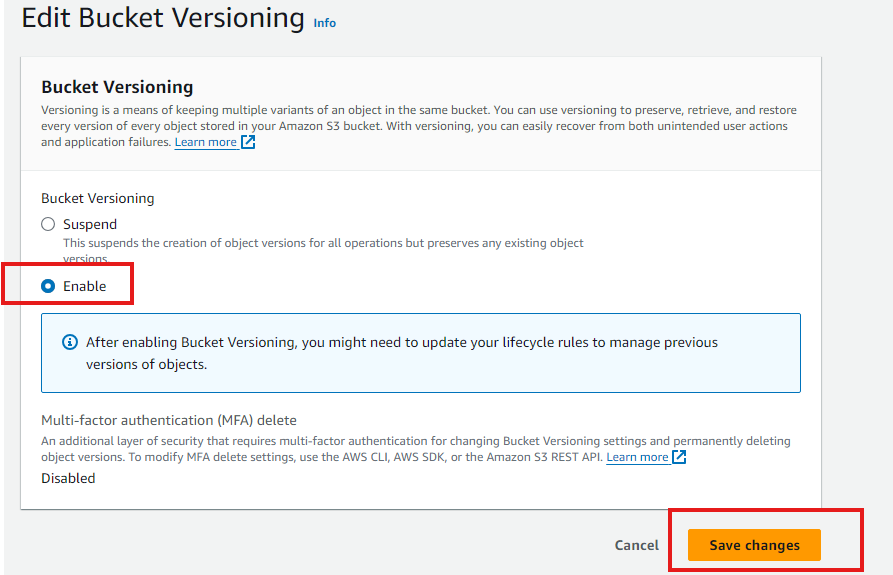 Edit Bucket Versioning Info
Bucket Versioning
Versioning is a means of keeping multiple variants of an object in the same bucket. You can use versioning to preserve, retrieve, and restore
every version of every object stored in your Amazon S3 bucket. With versioning, you can easily recover from both unintended user actions
and application failures. Learn more
Bucket Versioning
Suspend
This suspends the creation of object versions for all operations but preserves any existing object
versions.
Enable
After enabling Bucket Versioning, you might need to update your lifecycle rules to manage previous
versions of objects.
Multi-factor authentication (MFA) delete
An additional layer of security that requires multi-factor authentication for changing Bucket Versioning settings and permanently deleting
object versions. To modify MFA delete settings, use the AWS CLI, AWS SDK, or the Amazon S3 REST API. Learn more
Disabled
Cancel Save changes